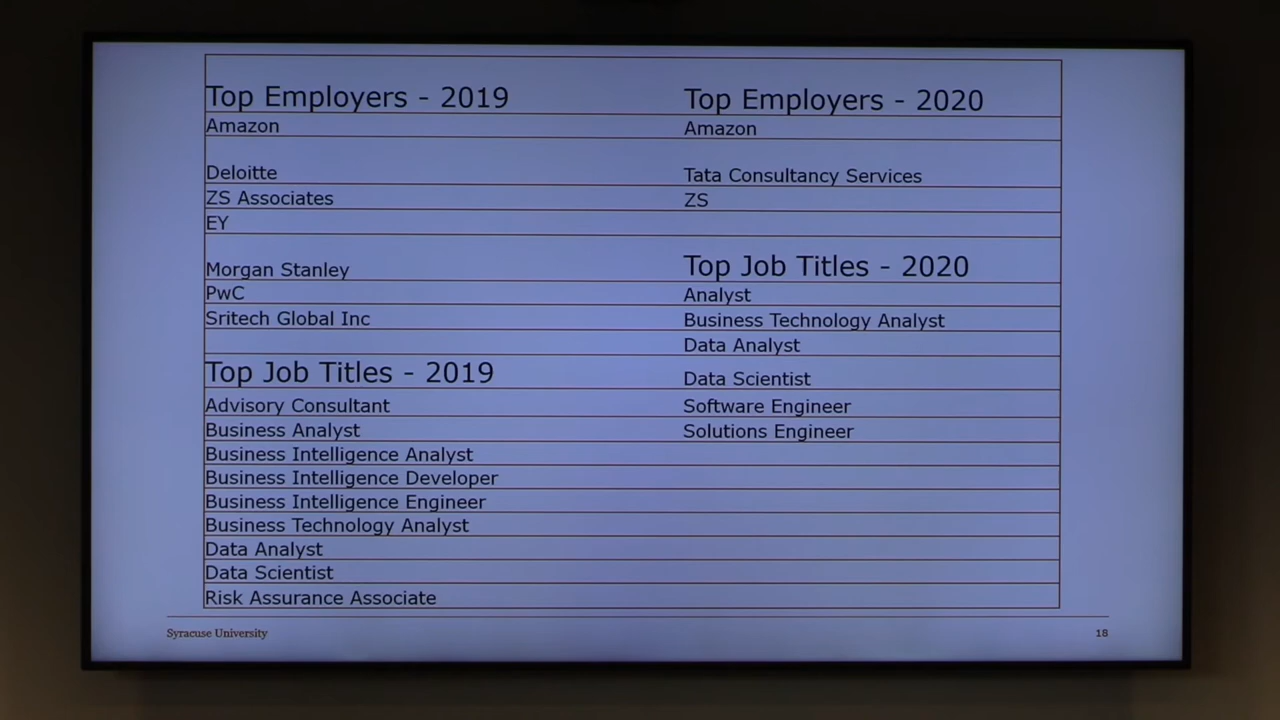 Top Employers - 2019
Amazon
Deloitte
ZS Associates
EY
Morgan Stanley
PwC
Sritech Global Inc
Top Job Titles - 2019
Advisory Consultant
Business Analyst
Business Intelligence Analyst
Business Intelligence Developer
Business Intelligence Engineer
Business Technology Analyst
Data Analyst
Data Scientist
Risk Assurance Associate
Top Employers - 2020
Amazon
Tata Consultancy Services
ZS
Top Job Titles - 2020
Analyst
Business Technology Analyst
Data Analyst
Data Scientist
Software Engineer
Solutions Engineer
Syracuse University
18